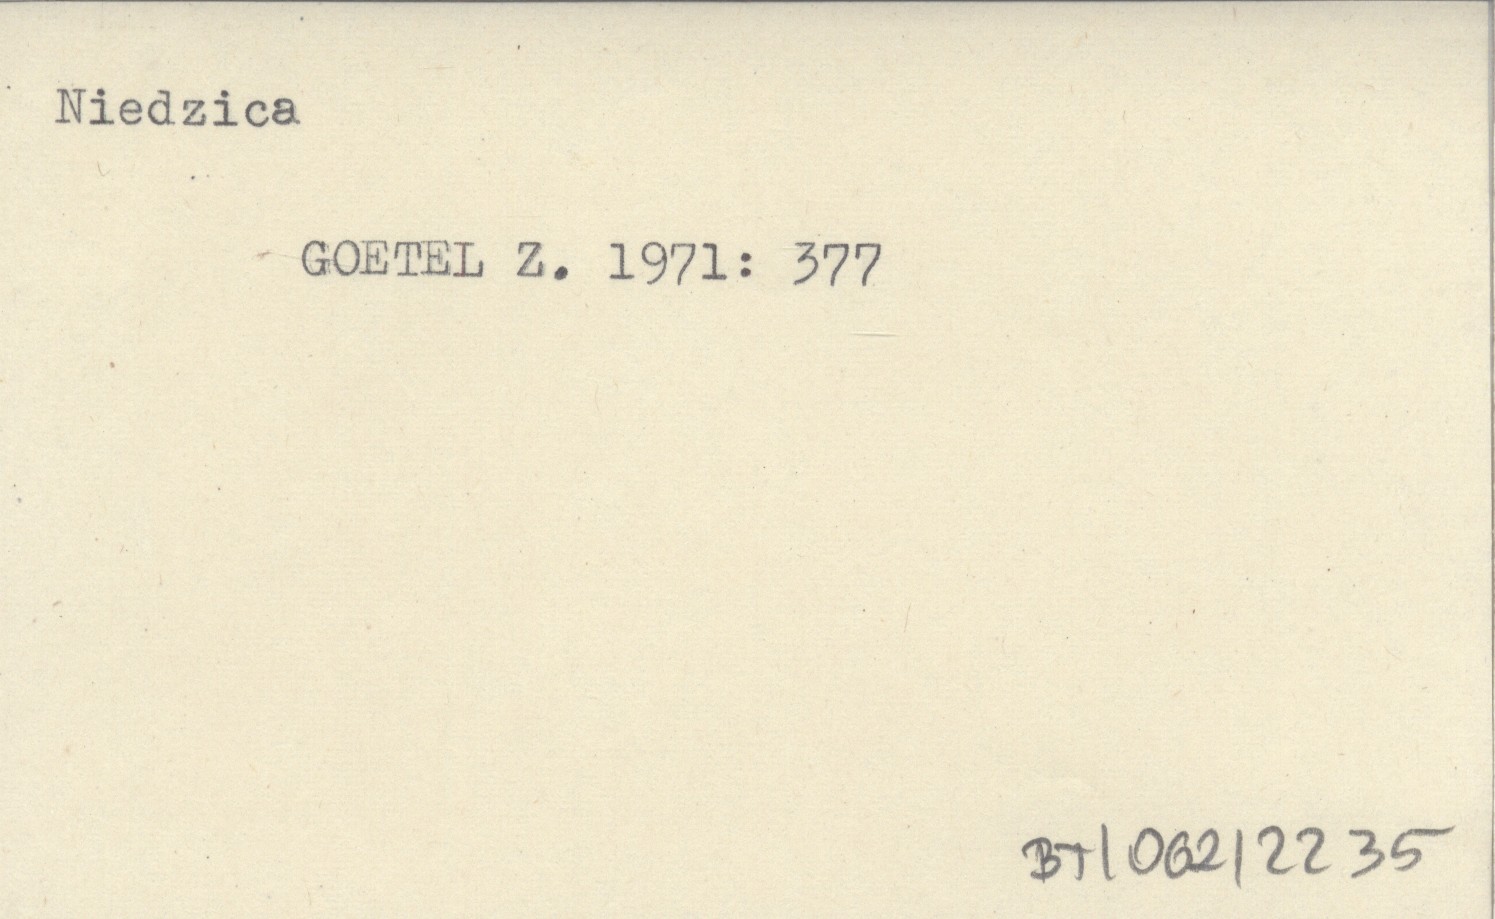 Niedzica
GOETEL Z. 1971: 377
BT/062/2235